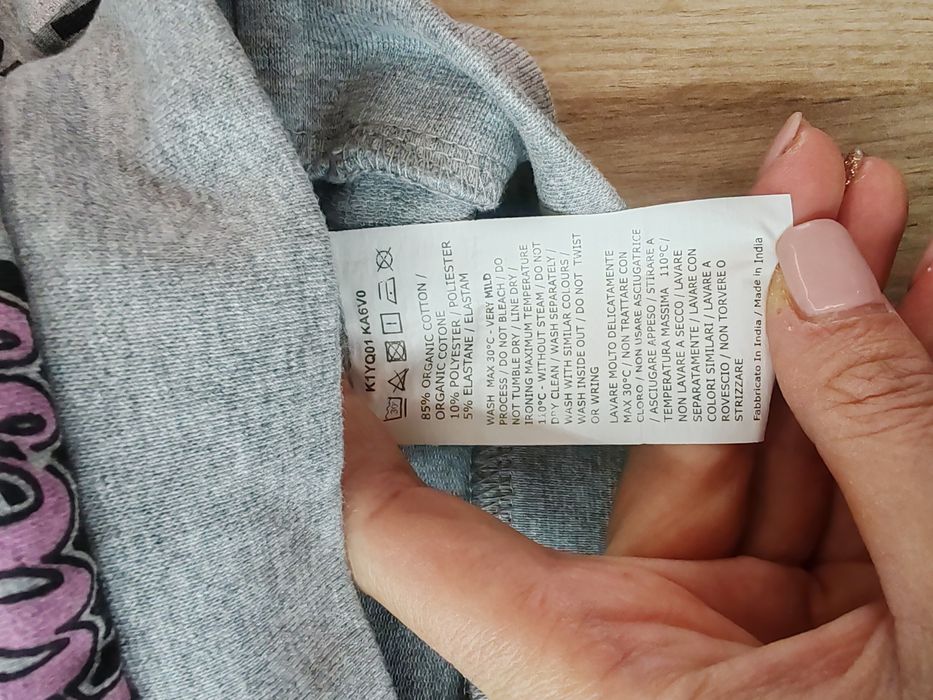 K1YQ01 KA6V0
85% ORGANIC COTTON /
ORGANIC COTONE
10% POLYESTER / POLIESTER
5% ELASTANE / ELASTAM
WASH MAX 30°C - VERY MILD
PROCESS / DO NOT BLEACH / DO
NOT TUMBLE DRY / LINE DRY /
IRONING MAXIMUM TEMPERATURE
110°C - WITHOUT STEAM / DO NOT
DRY CLEAN / WASH SEPARATELY /
WASH WITH SIMILAR COLOURS /
WASH INSIDE OUT / DO NOT TWIST
OR WRING
LAVARE MOLTO DELICATAMENTE
MAX 30°C / NON TRATTARE CON
CLORO / NON USARE ASCIUGATRICE
/ ASCIUGARE APPESO / STIRARE A
TEMPERATURA MASSIMA 110°C /
NON LAVARE A SECCO / LAVARE
SEPARATAMENTE / LAVARE CON
COLORI SIMILARI / LAVARE A
ROVESCIO / NON TORVERE O
STRIZZARE
Fabbricato In India / Made in India